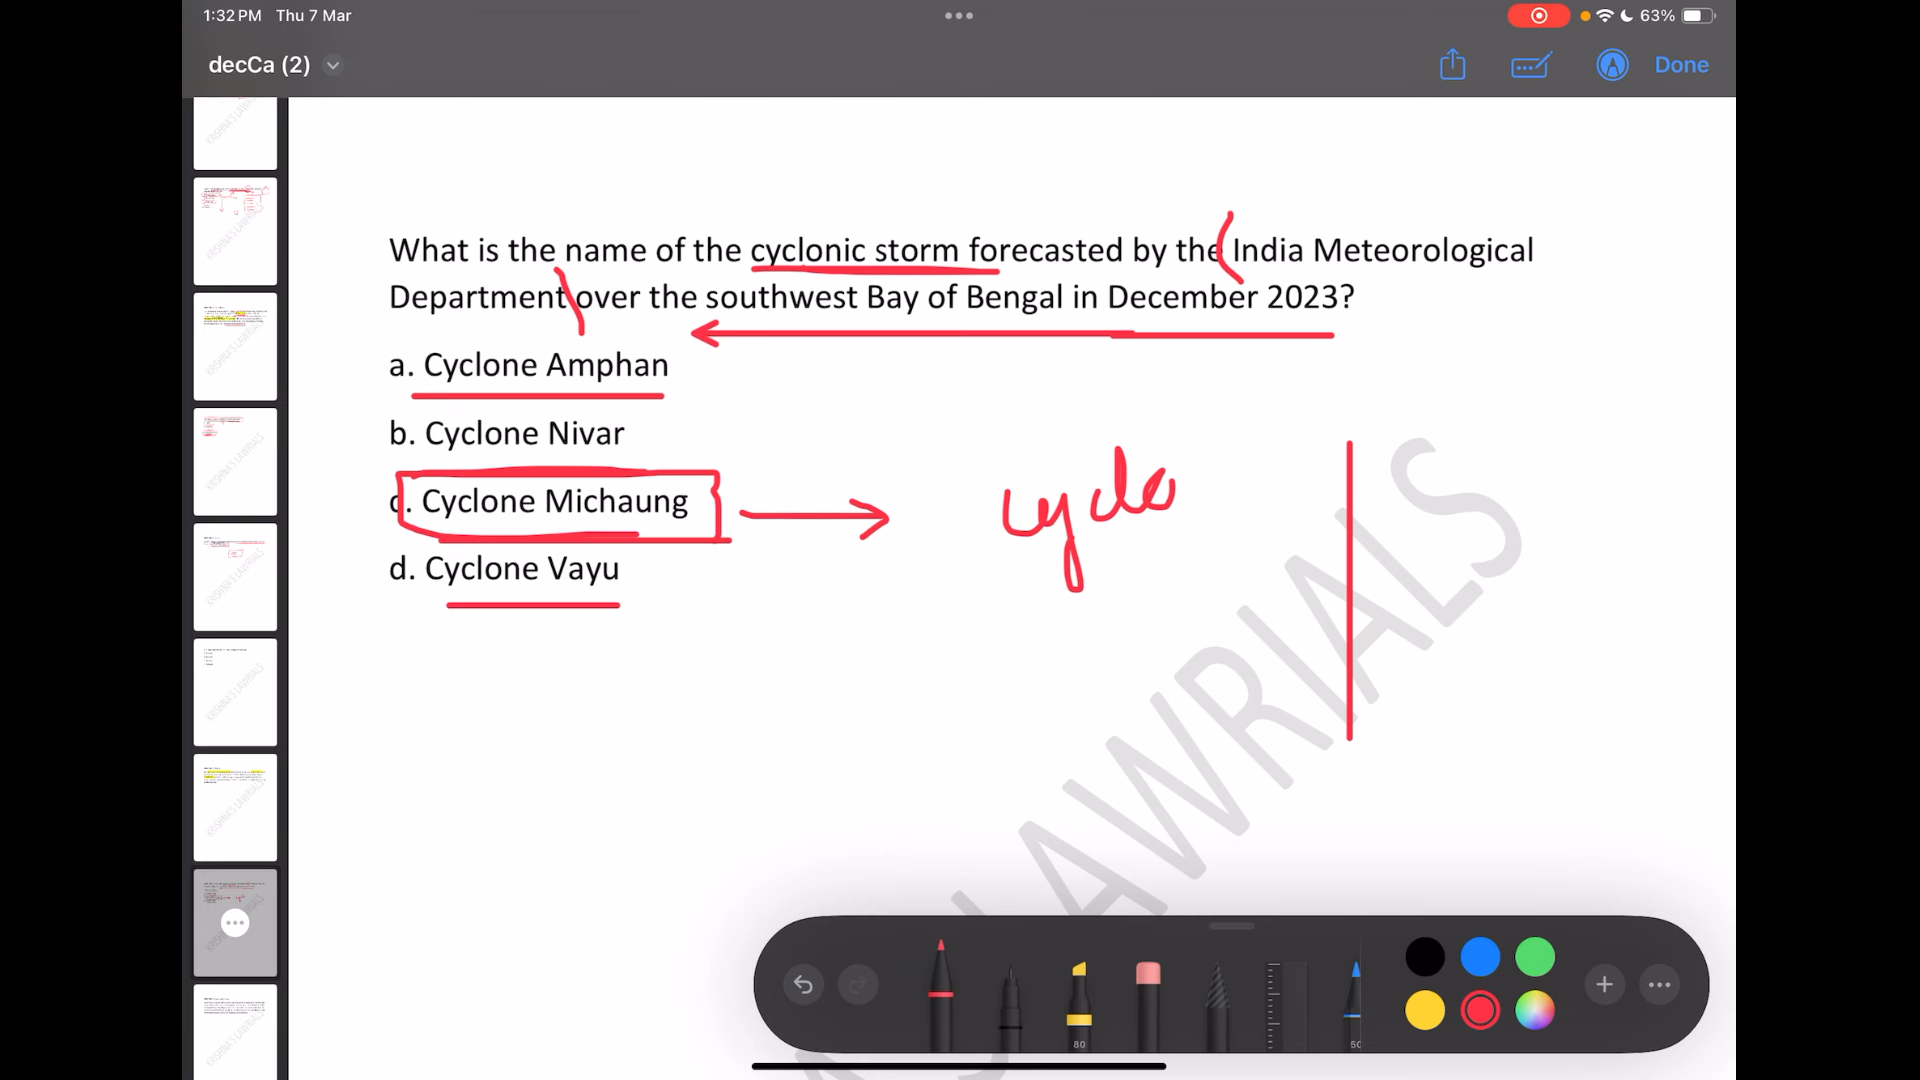 1:32 PM Thu 7 Mar
63%
decCa (2)
Done
What is the name of the cyclonic storm forecasted by the India Meteorological
Department over the southwest Bay of Bengal in December 2023?
a. Cyclone Amphan
b. Cyclone Nivar
c. Cyclone Michaung
cyclo
d. Cyclone Vayu
LAWRIALS
80
50